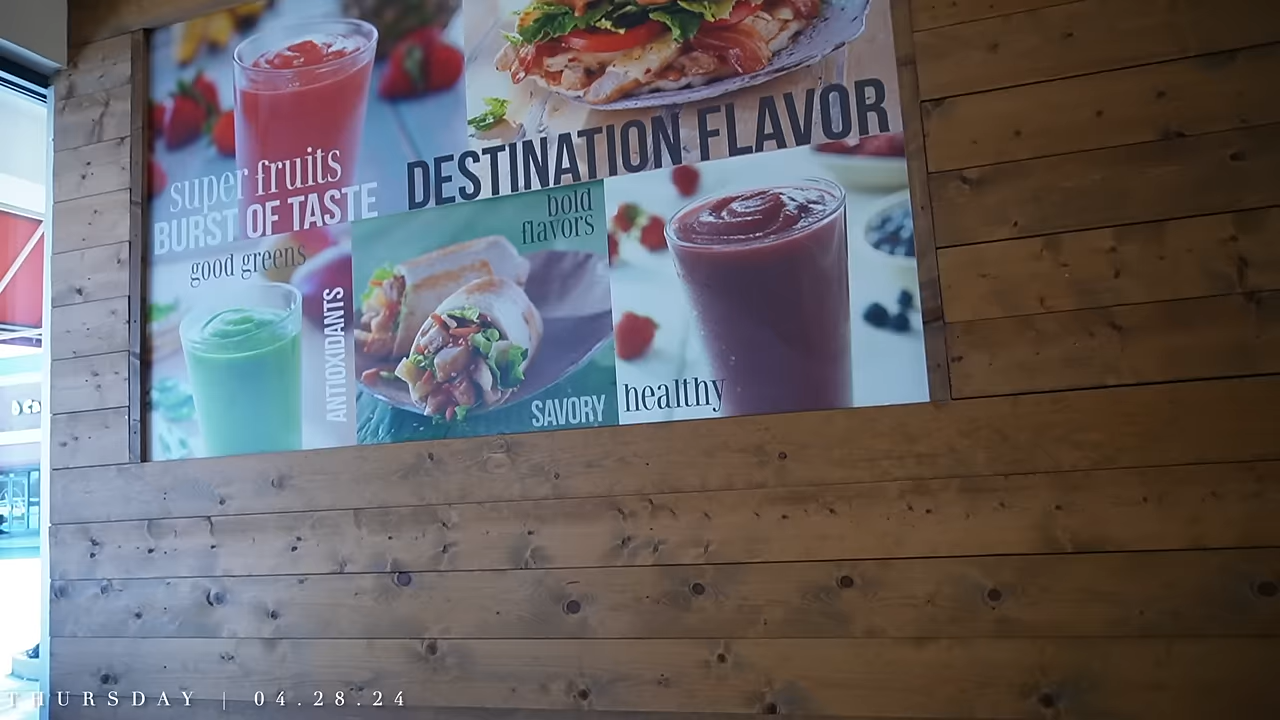 super fruits
BURST OF TASTE
DESTINATION FLAVOR
good greens
ANTIOXIDANTS
bold
flavors
SAVORY
healthy
THURSDAY | 04.28.24